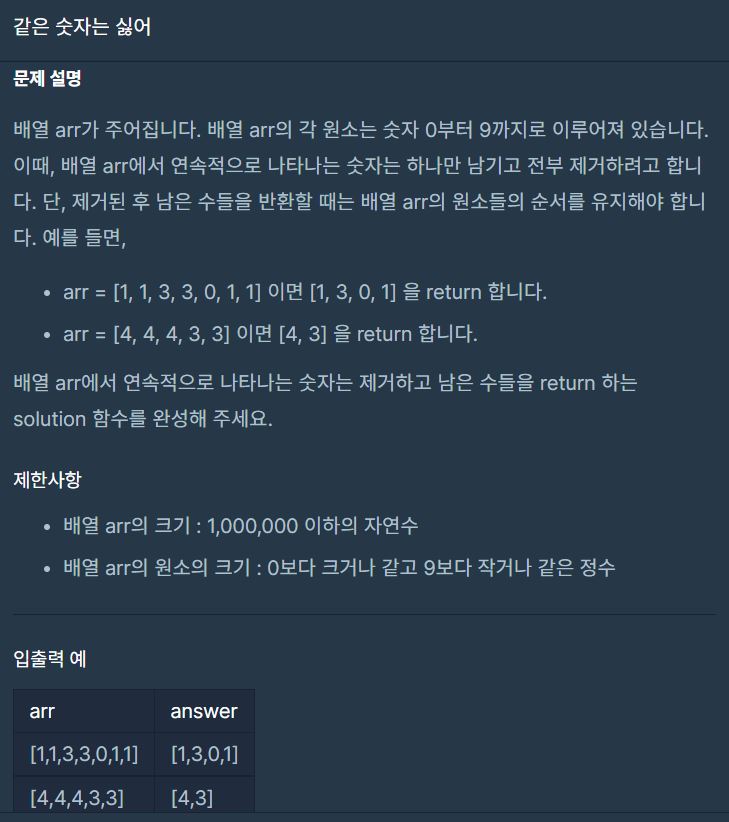 같은 숫자는 싫어
문제 설명
배열 arr가 주어집니다. 배열 arr의 각 원소는 숫자 0부터 9까지로 이루어져 있습니다.
이때, 배열 arr에서 연속적으로 나타나는 숫자는 하나만 남기고 전부 제거하려고 합니
다. 단, 제거된 후 남은 수들을 반환할 때는 배열 arr의 원소들의 순서를 유지해야 합니
다. 예를 들면,
• arr = [1, 1, 3, 3, 0, 1, 1] 이면 [1, 3, 0, 1] 을 return 합니다.
• arr = [4, 4, 4, 3, 3] 이면 [4, 3] 을 return 합니다.
배열 arr에서 연속적으로 나타나는 숫자는 제거하고 남은 수들을 return 하는
solution 함수를 완성해 주세요.
제한사항
• 배열 arr의 크기 : 1,000,000 이하의 자연수
• 배열 arr의 원소의 크기 : 0보다 크거나 같고 9보다 작거나 같은 정수
입출력 예
arr answer
[1,1,3,3,0,1,1] [1,3,0,1]
[4,4,4,3,3] [4,3]